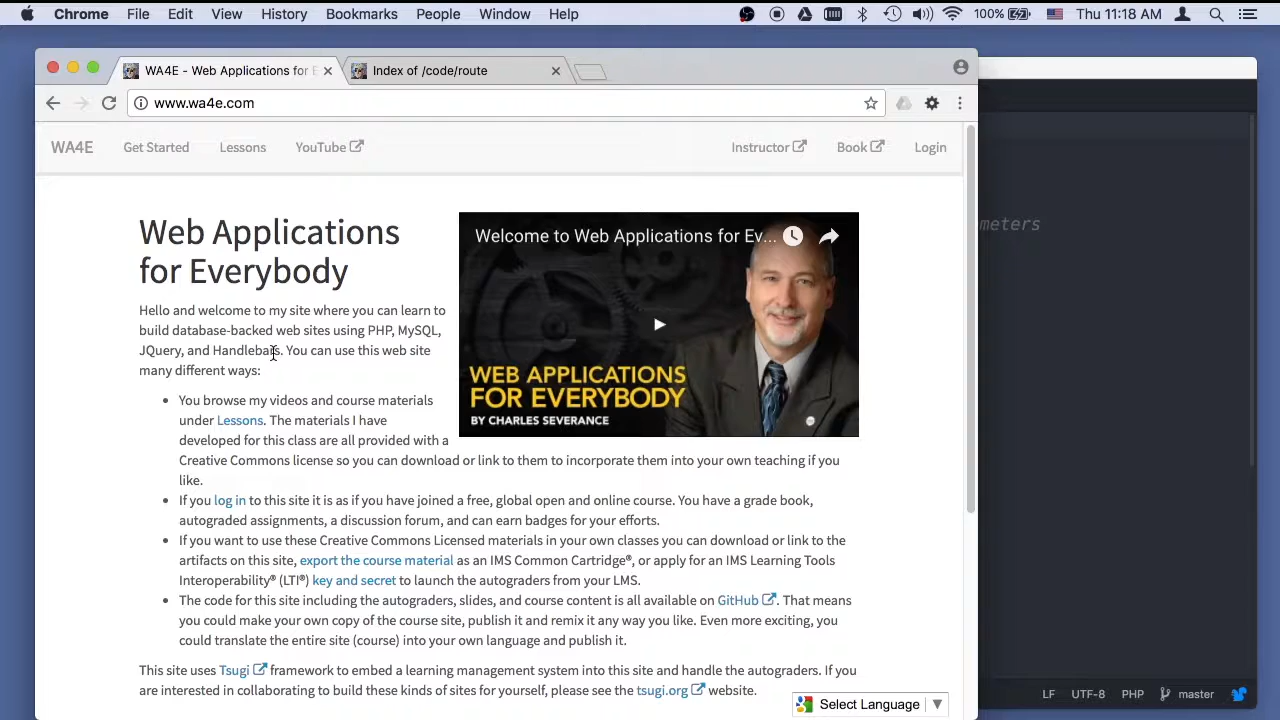 Chrome File Edit View History Bookmarks People Window Help 100% Thu 11:18 AM
WA4E - Web Applications for E Index of /code/route
www.wa4e.com
WA4E Get Started Lessons YouTube Instructor Book Login
Web Applications
for Everybody
Hello and welcome to my site where you can learn to
build database-backed web sites using PHP, MySQL,
JQuery, and Handlebars. You can use this web site
many different ways:
Welcome to Web Applications for Ev...
WEB APPLICATIONS
FOR EVERYBODY
BY CHARLES SEVERANCE
You browse my videos and course materials
under Lessons. The materials I have
developed for this class are all provided with a
Creative Commons license so you can download or link to them to incorporate them into your own teaching if you
like.
If you log in to this site it is as if you have joined a free, global open and online course. You have a grade book,
autograded assignments, a discussion forum, and can earn badges for your efforts.
If you want to use these Creative Commons Licensed materials in your own classes you can download or link to the
artifacts on this site, export the course material as an IMS Common Cartridge®, or apply for an IMS Learning Tools
Interoperability® (LTI®) key and secret to launch the autograders from your LMS.
The code for this site including the autograders, slides, and course content is all available on GitHub. That means
you could make your own copy of the course site, publish it and remix it any way you like. Even more exciting, you
could translate the entire site (course) into your own language and publish it.
This site uses Tsugi framework to embed a learning management system into this site and handle the autograders. If you
are interested in collaborating to build these kinds of sites for yourself, please see the tsugi.org website.
Select Language
meters
LF UTF-8 PHP master